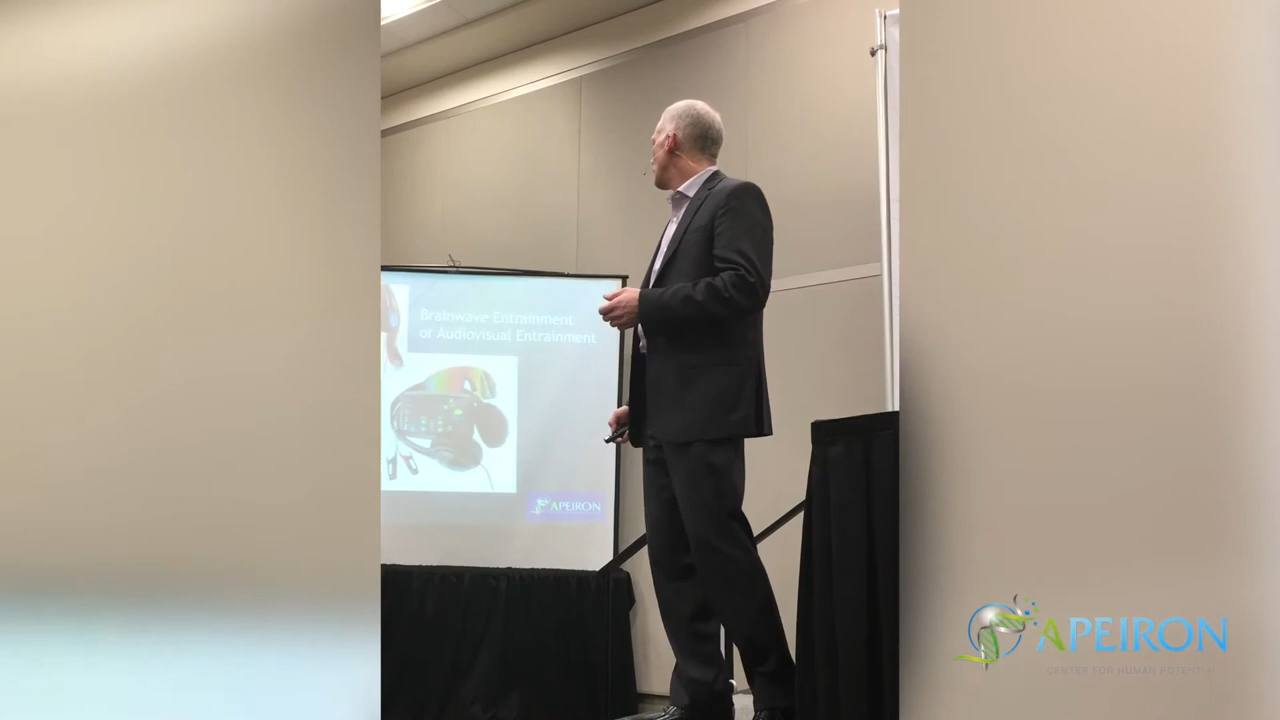 Brainwave Entrainment
or Audiovisual Entrainment
APEIRON
APEIRON
CENTER FOR HUMAN POTENTIAL